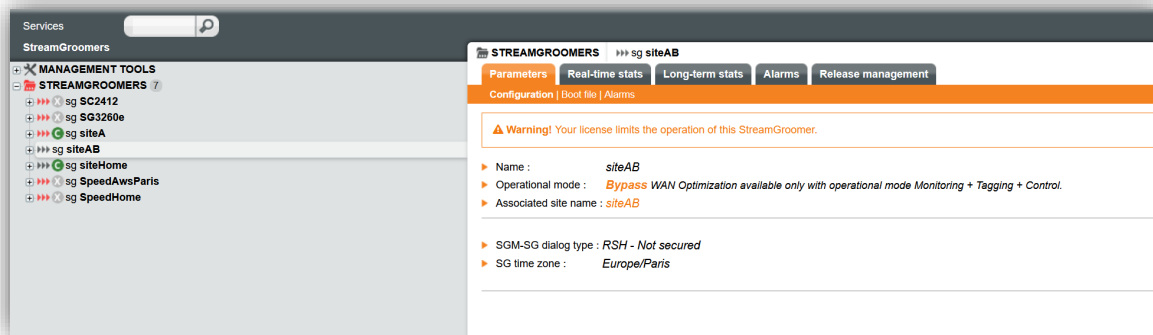 Services
StreamGroomers
MANAGEMENT TOOLS
STREAMGROOMERS 7
sg SC2412
sg SG3260e
C sg siteA
sg siteAB
C sg siteHome
sg SpeedAwsParis
sg SpeedHome
STREAMGROOMERS sg siteAB
Parameters Real-time stats Long-term stats Alarms Release management
Configuration | Boot file | Alarms
Warning! Your license limits the operation of this StreamGroomer.
Name : siteAB
Operational mode : Bypass WAN Optimization available only with operational mode Monitoring + Tagging + Control.
Associated site name : siteAB
SGM-SG dialog type : RSH - Not secured
SG time zone : Europe/Paris